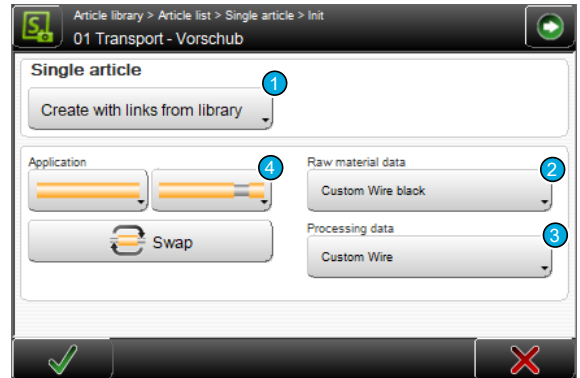 Article library > Article list > Single article > Init
01 Transport - Vorschub
Single article
1
Create with links from library
Application
4
Raw material data
2
Custom Wire black
Swap
Processing data
3
Custom Wire